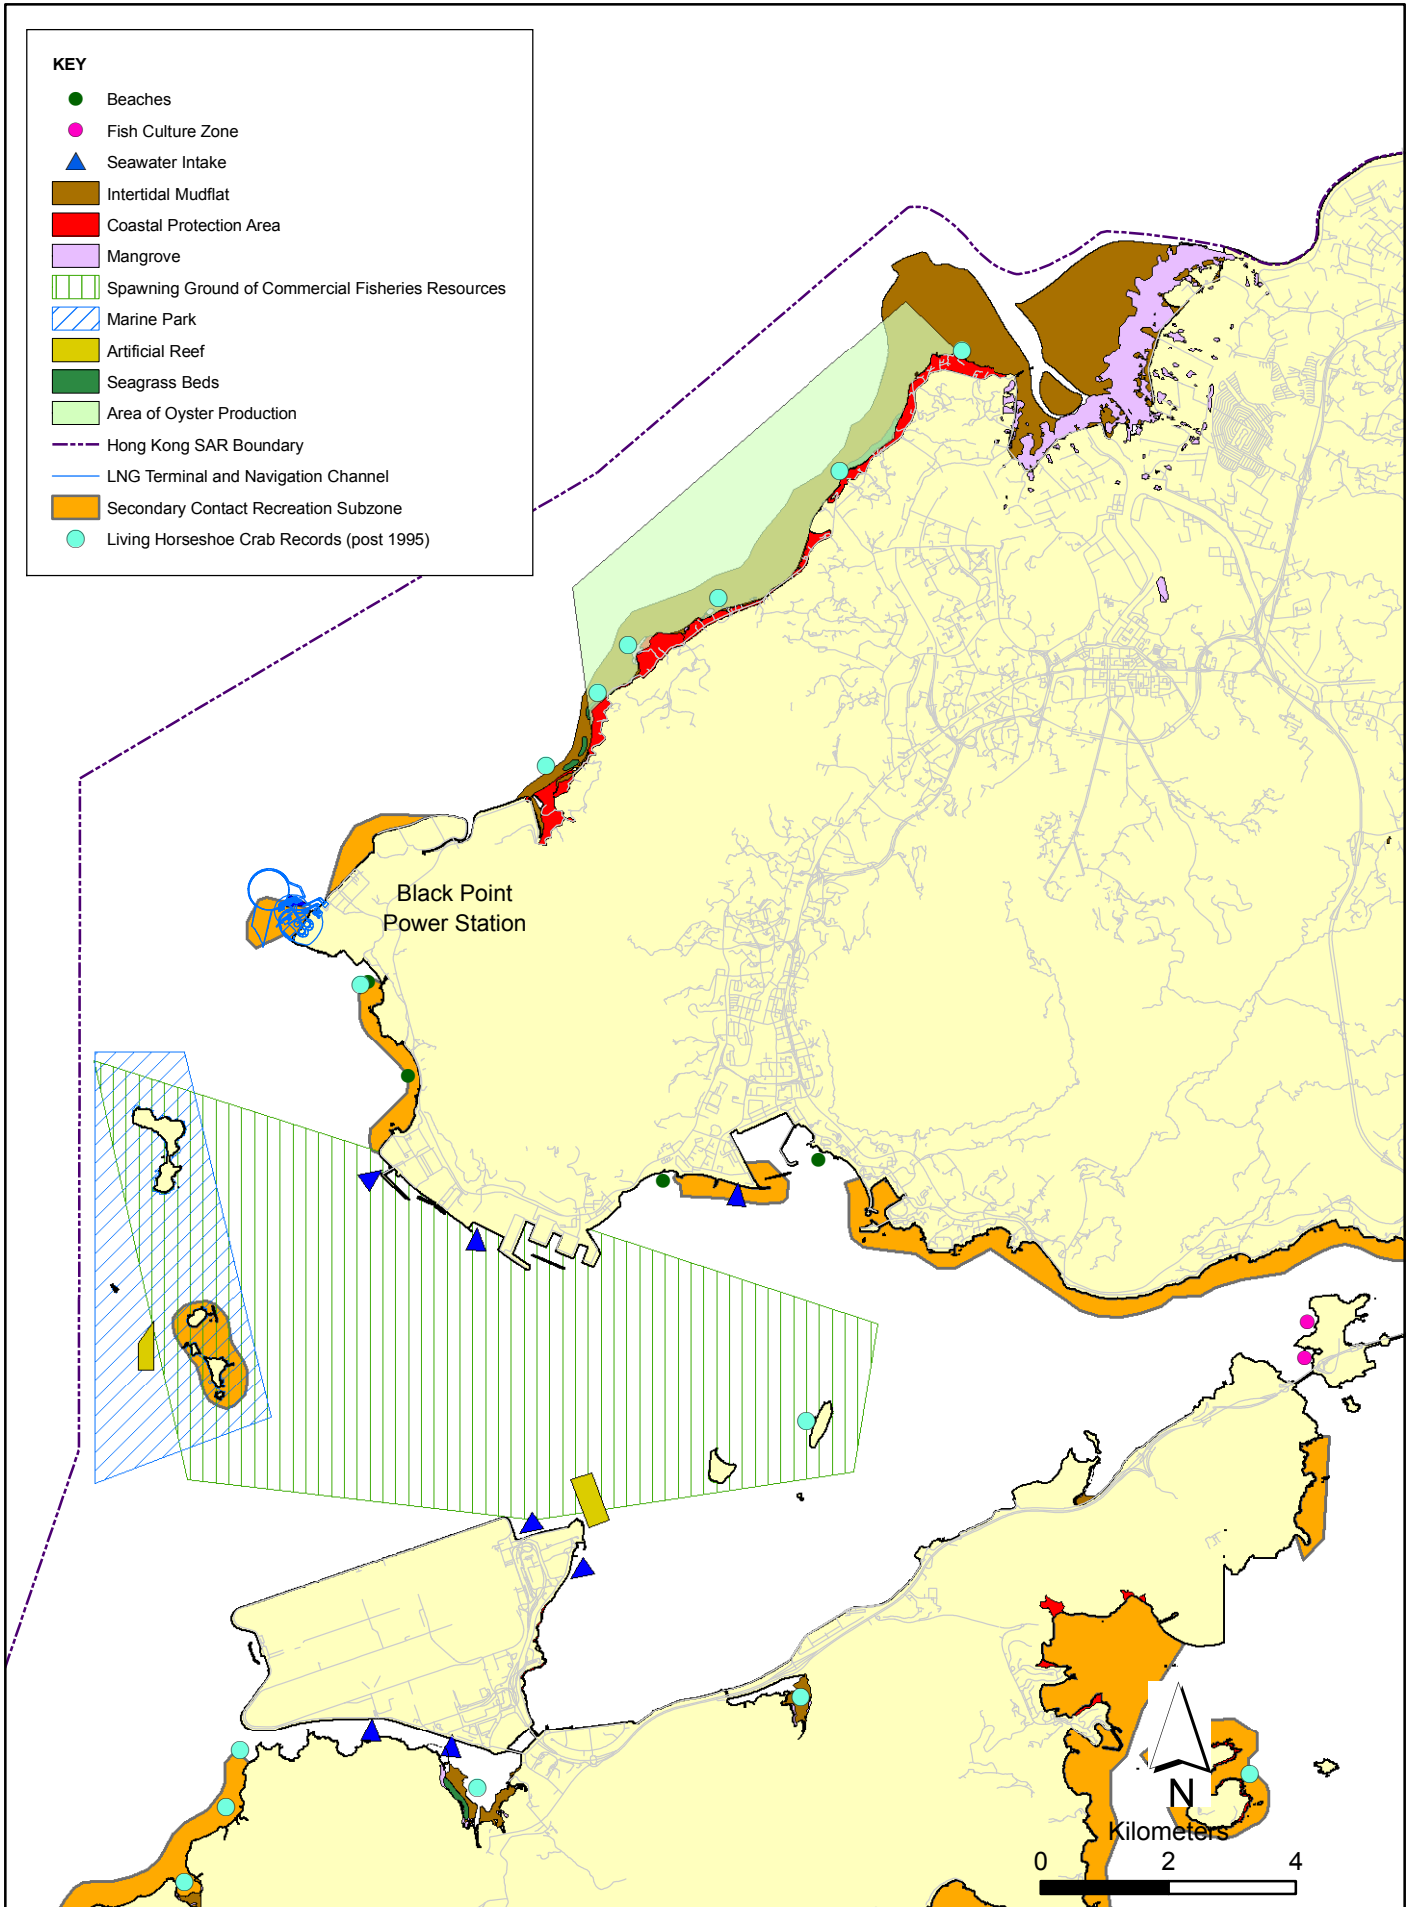 KEY
Beaches
Fish Culture Zone
Seawater Intake
Intertidal Mudflat
Coastal Protection Area
Mangrove
Spawning Ground of Commercial Fisheries Resources
Marine Park
Artificial Reef
Seagrass Beds
Area of Oyster Production
Hong Kong SAR Boundary
LNG Terminal and Navigation Channel
Secondary Contact Recreation Subzone
Living Horseshoe Crab Records (post 1995)
Black Point
Power Station
N
Kilometers
0 2 4